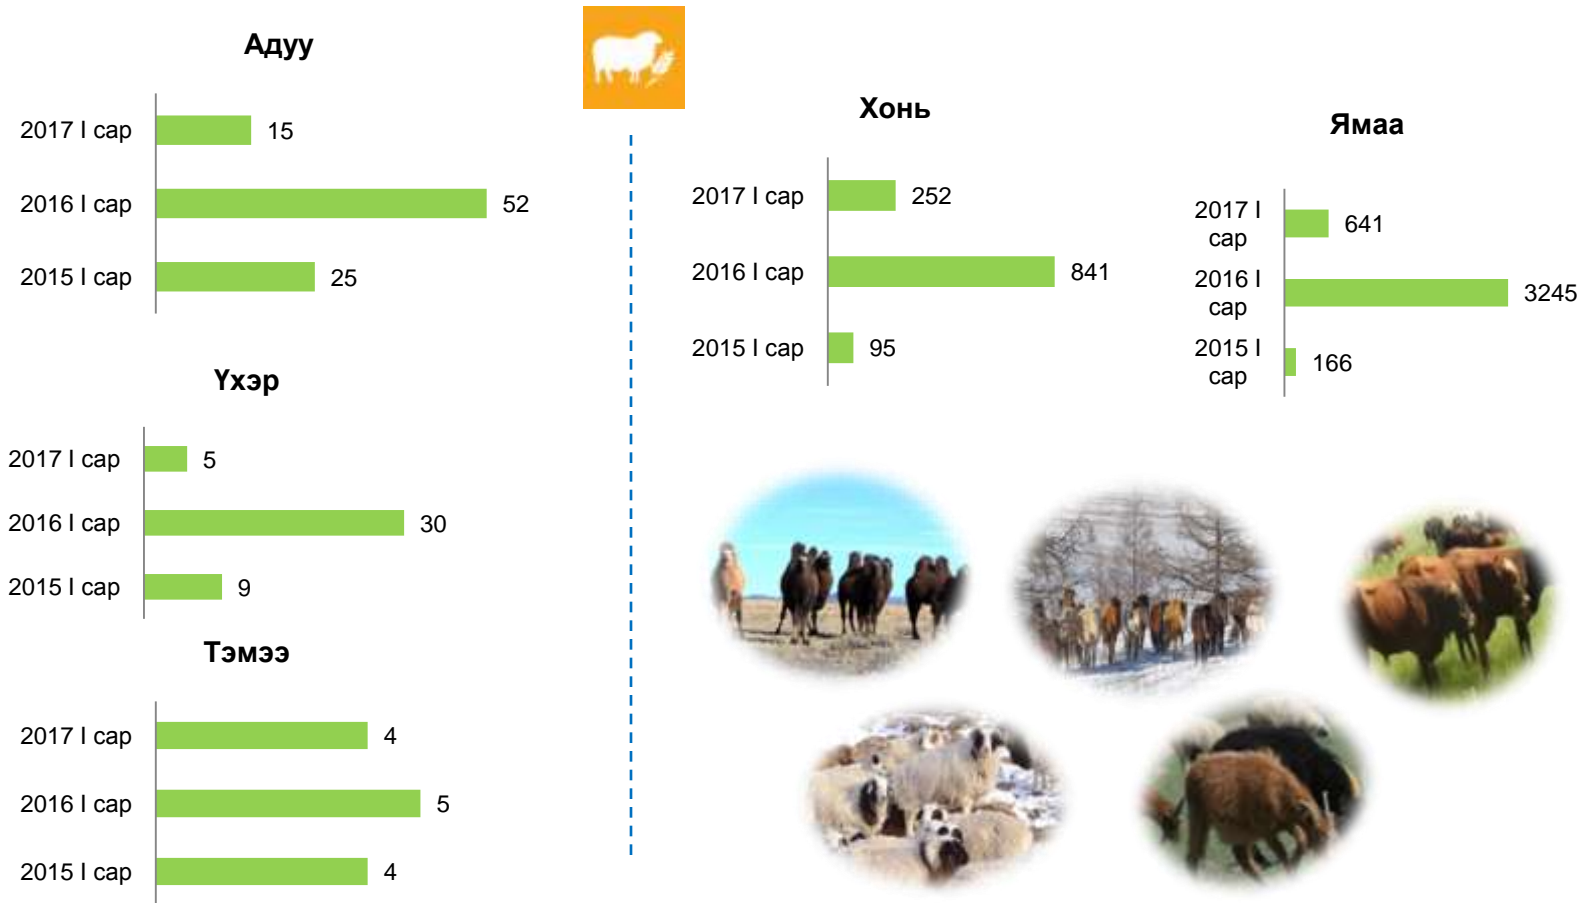 Адуу
2017 I сар
15
2016 I сар
52
2015 I сар
25
Үхэр
2017 I сар
5
2016 I сар
30
2015 I сар
9
Тэмээ
2017 I сар
4
2016 I сар
5
2015 I сар
4
Хонь
2017 I сар
252
2016 I сар
841
2015 I сар
95
Ямаа
2017 I
сар
641
2016 I
сар
3245
2015 I
сар
166